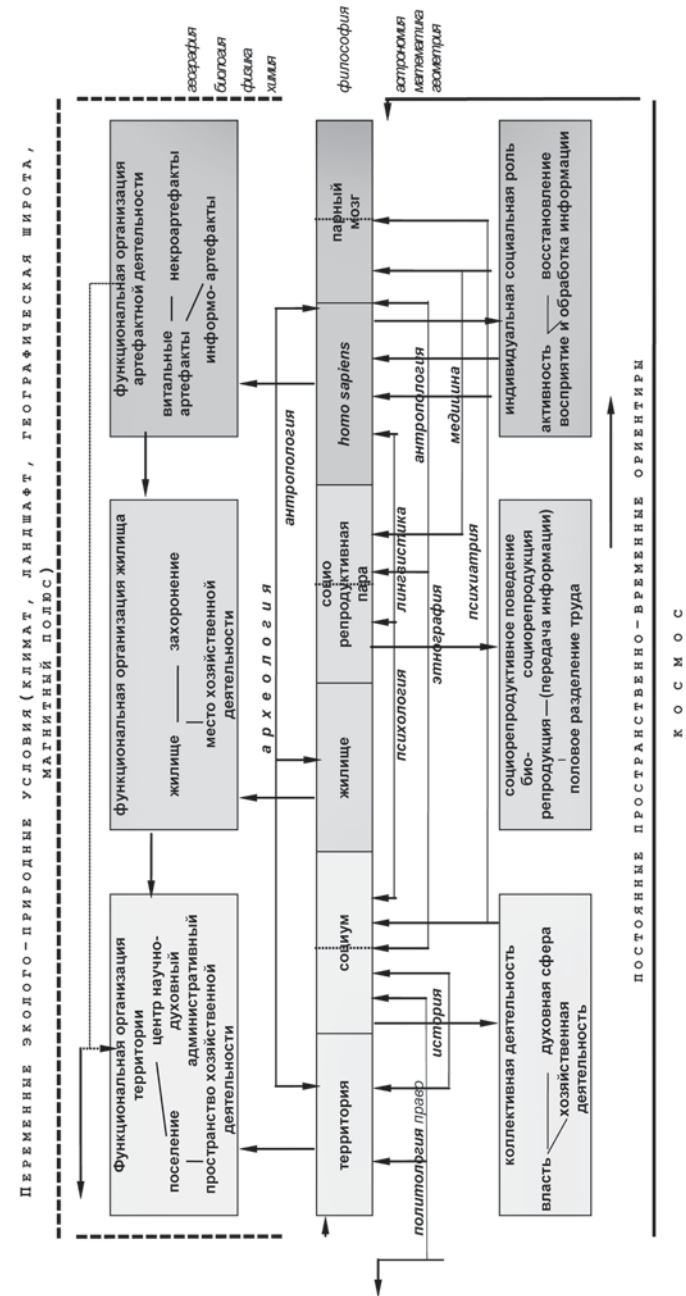 Переменные эколого-природные условия (климат, ландшафт, географическая широта,
магнитный полюс)
география
биология
физика
химия
Функциональная организация
территории
поселение
центр научно-
духовный
административный
пространство хозяйственной
деятельности
функциональная организация жилища
жилище
захоронение
место хозяйственной
деятельности
функциональная организация
артефактной деятельности
витальные
артефакты
некроартефакты
информо-артефакты
археология
антропология
территория
социум
жилище
социо
репродуктивная
пара
homo sapiens
парный
мозг
философия
политология право
история
психология
лингвистика
этнография
антропология
медицина
психиатрия
астрономия
математика
геометрия
коллективная деятельность
власть
духовная сфера
хозяйственная
деятельность
социорепродуктивное поведение
био-
социорепродукция
репродукция—(передача информации)
половое разделение труда
индивидуальная социальная роль
активность
восстановление
восприятие и обработка информации
постоянные пространственно-временные ориентиры
космос